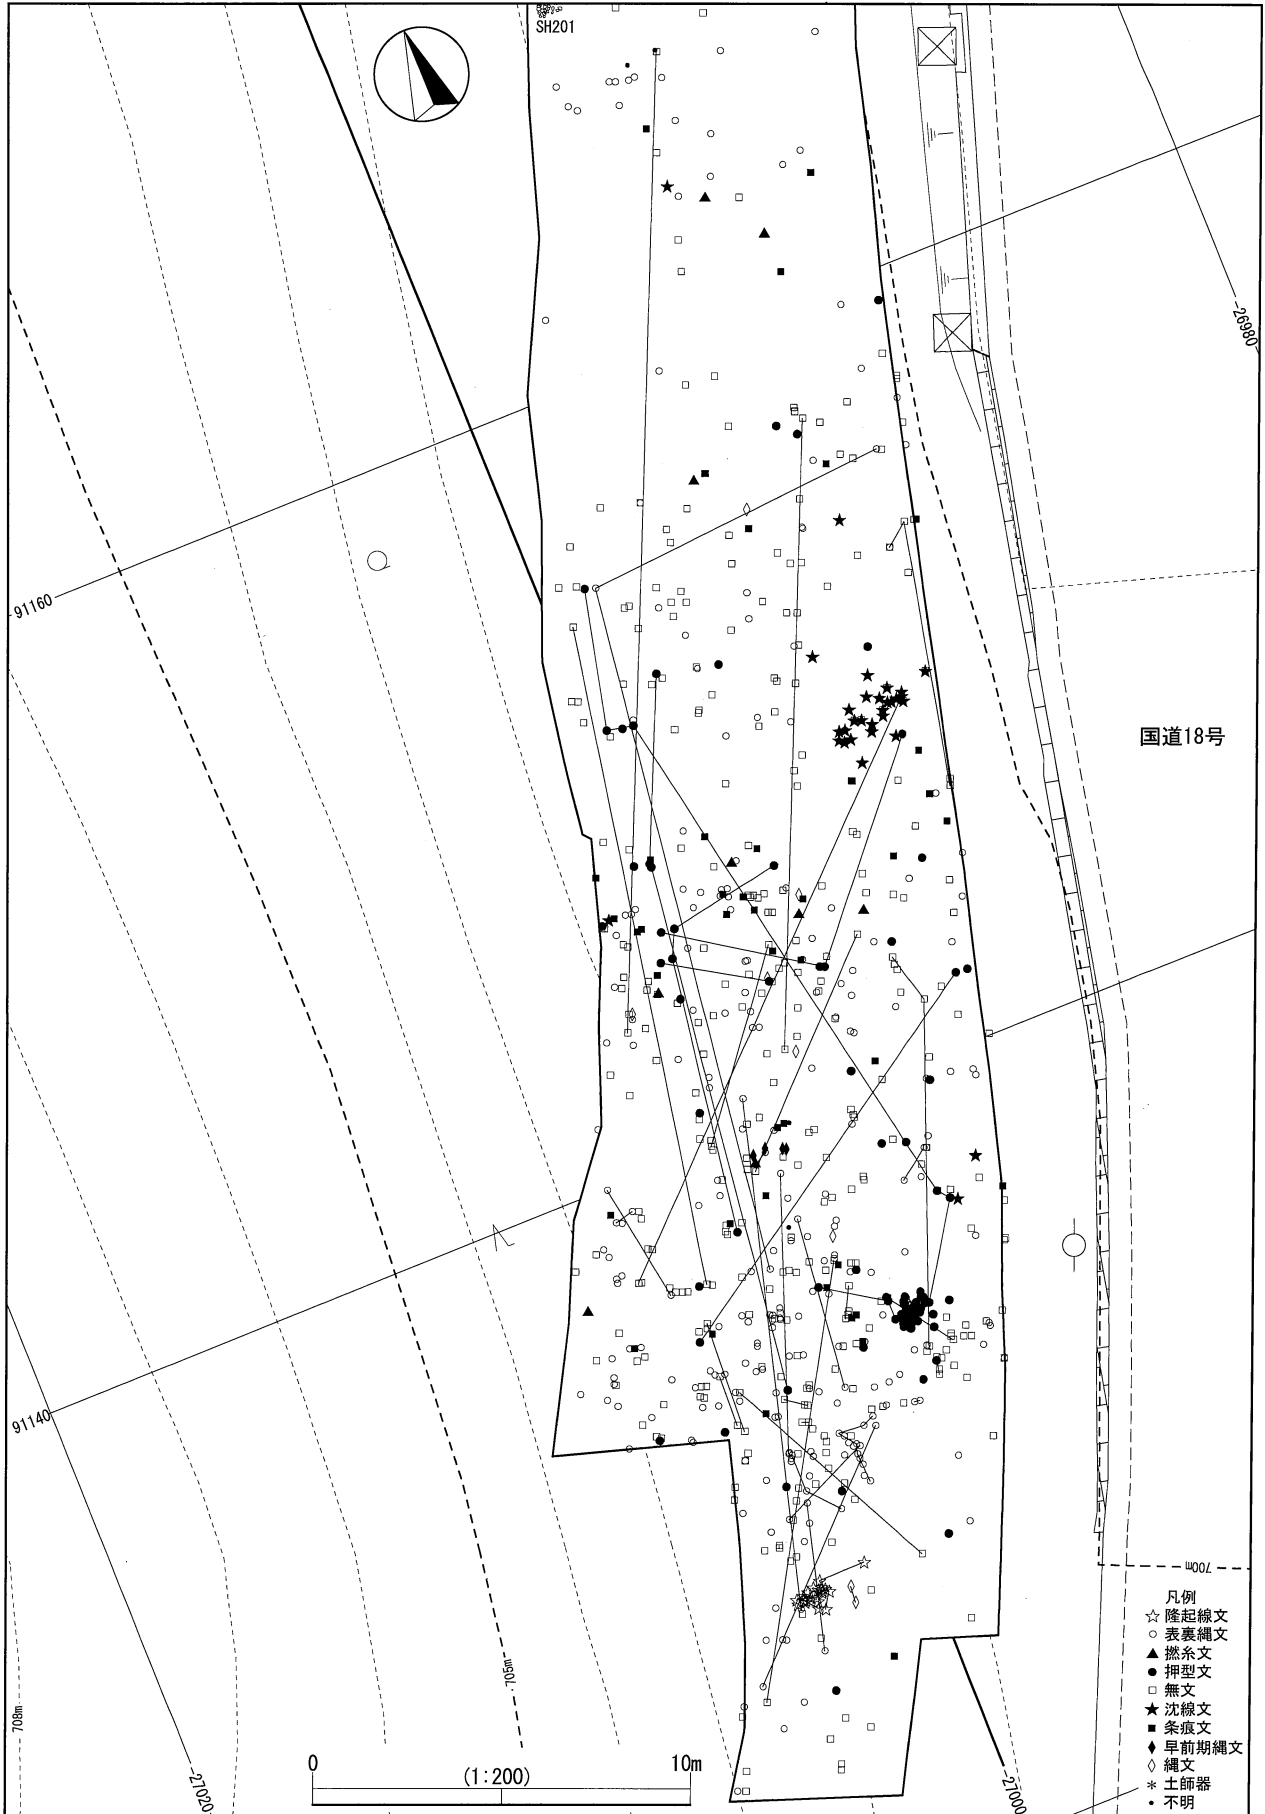 SH201
-26980
91160
国道18号
91140
700m
705m
708m
-27020
-27000
0
10m
(1:200)
凡例
☆ 隆起線文
○ 表裏縄文
▲ 撚糸文
● 押型文
□ 無文
★ 沈線文
■ 条痕文
♦ 早前期縄文
◊ 縄文
* 土師器
• 不明